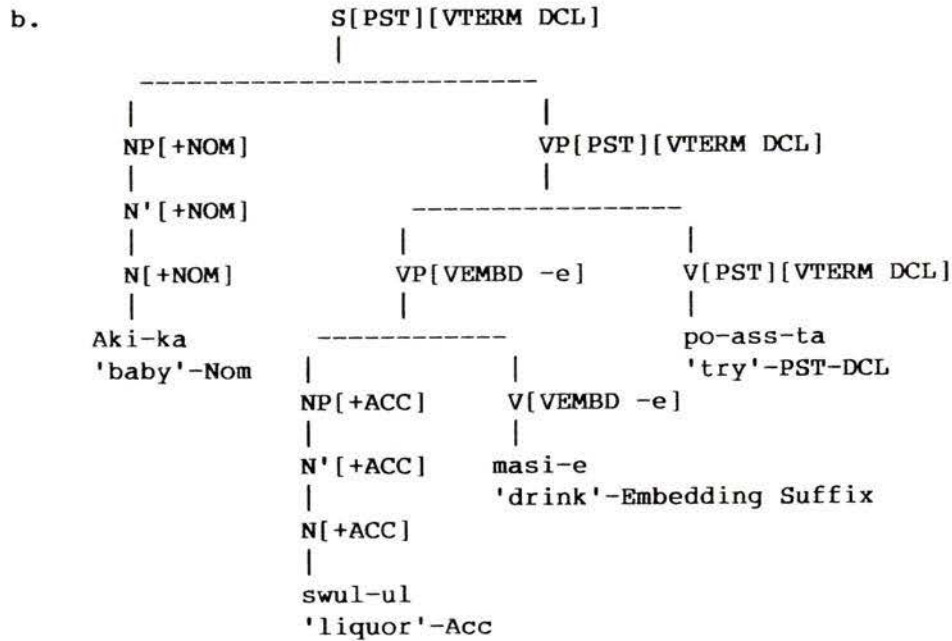 b. S[PST][VTERM DCL]
NP[+NOM] VP[PST][VTERM DCL]
N'[+NOM]
N[+NOM] VP[VEMBD -e] V[PST][VTERM DCL]
Aki-ka po-ass-ta
'baby'-Nom 'try'-PST-DCL
NP[+ACC] V[VEMBD -e]
N'[+ACC] masi-e
'drink'-Embedding Suffix
N[+ACC]
swul-ul
'liquor'-Acc